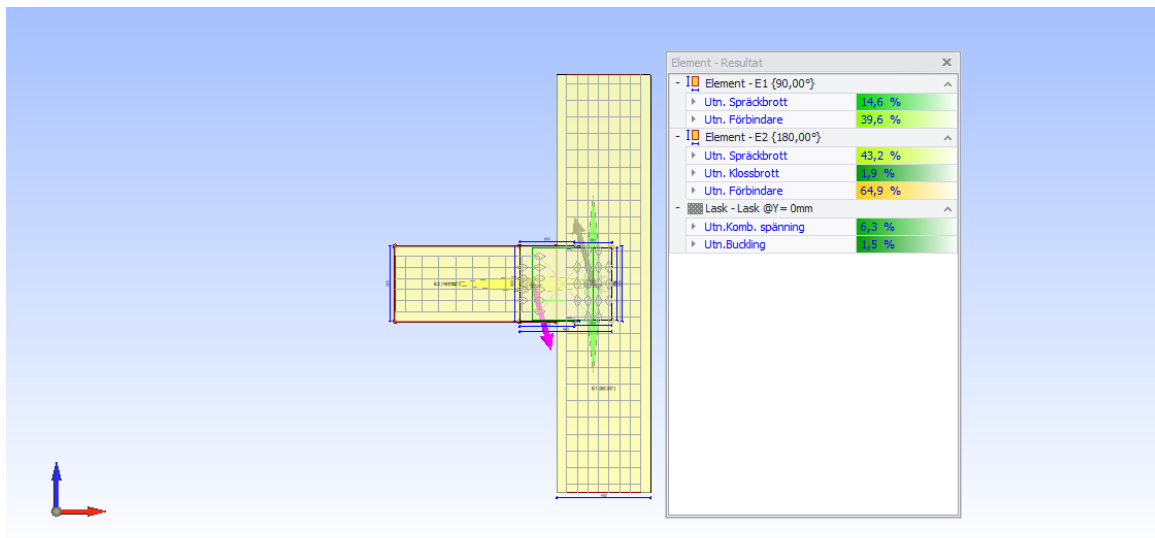 Element - Resultat
Element - E1 {90,00°}
Utn. Spräckbrott 14,6 %
Utn. Förbindare 39,6 %
Element - E2 {180,00°}
Utn. Spräckbrott 43,2 %
Utn. Klossbrott 1,9 %
Utn. Förbindare 64,9 %
Lask - Lask @Y= 0mm
Utn.Komb. spänning 6,3 %
Utn.Buckling 1,5 %